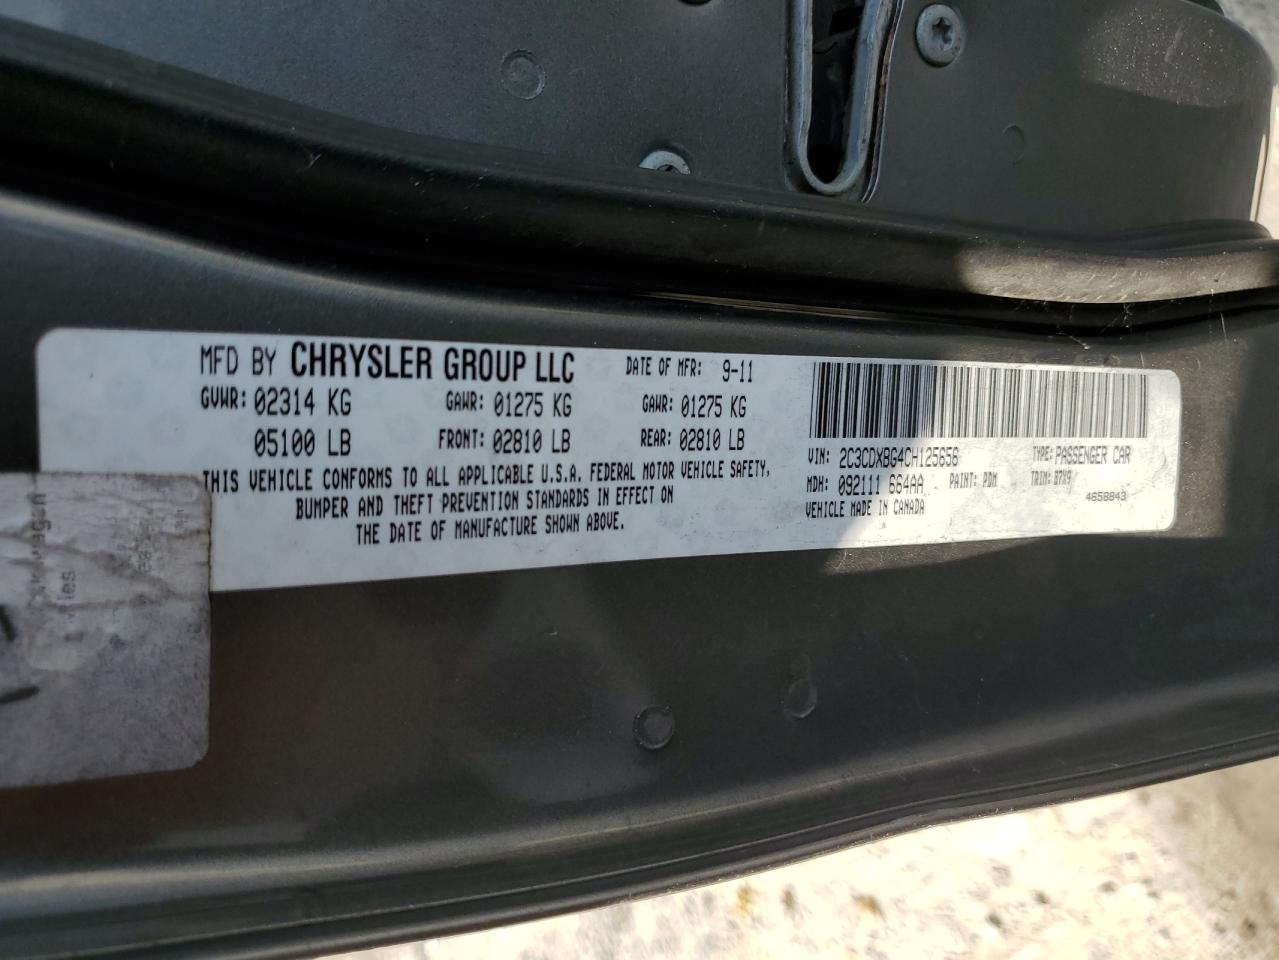 MFD BY CHRYSLER GROUP LLC DATE OF MFR: 9-11
GVWR: 02314 KG GAWR: 01275 KG GAWR: 01275 KG
05100 LB FRONT: 02810 LB REAR: 02810 LB
THIS VEHICLE CONFORMS TO ALL APPLICABLE U.S.A. FEDERAL MOTOR VEHICLE SAFETY,
BUMPER AND THEFT PREVENTION STANDARDS IN EFFECT ON
THE DATE OF MANUFACTURE SHOWN ABOVE.
VIN: 2C3CDXBG4CH125656 TYPE: PASSENGER CAR
MDH: 092111 664AA PAINT: PDM TRIM: B7R9
VEHICLE MADE IN CANADA 4658843